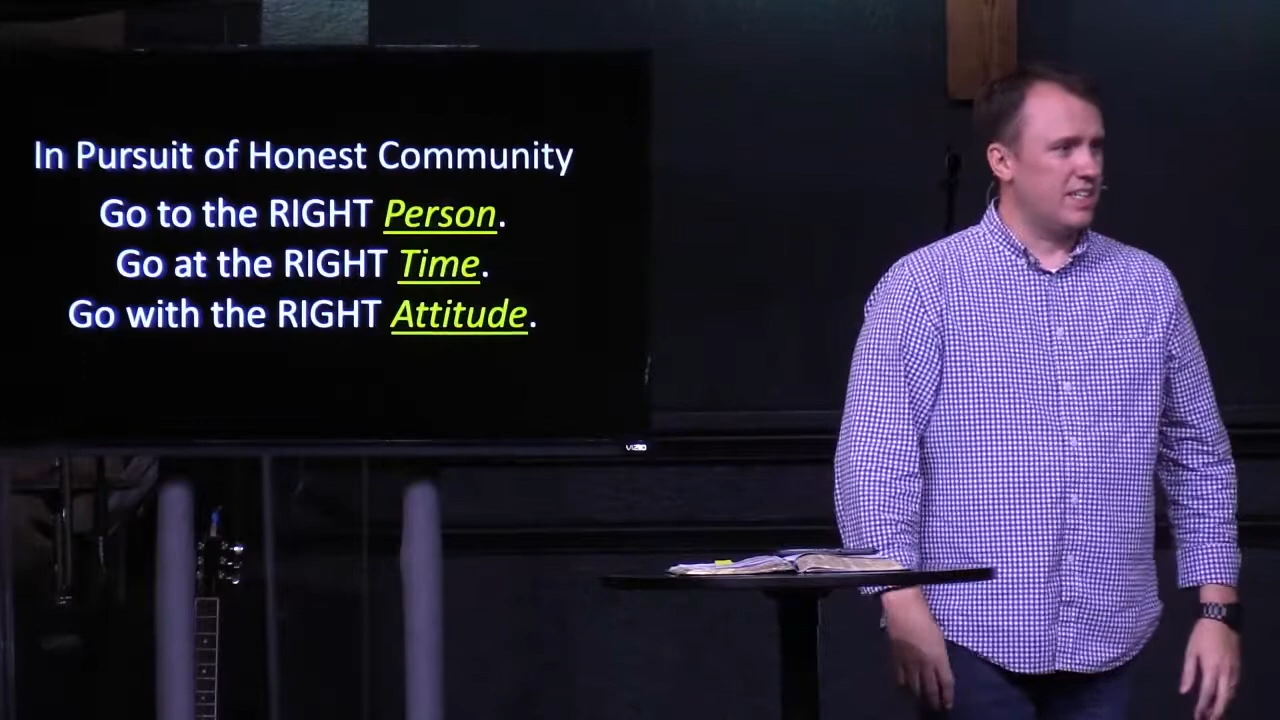 In Pursuit of Honest Community
Go to the RIGHT Person.
Go at the RIGHT Time.
Go with the RIGHT Attitude.
VIZIO